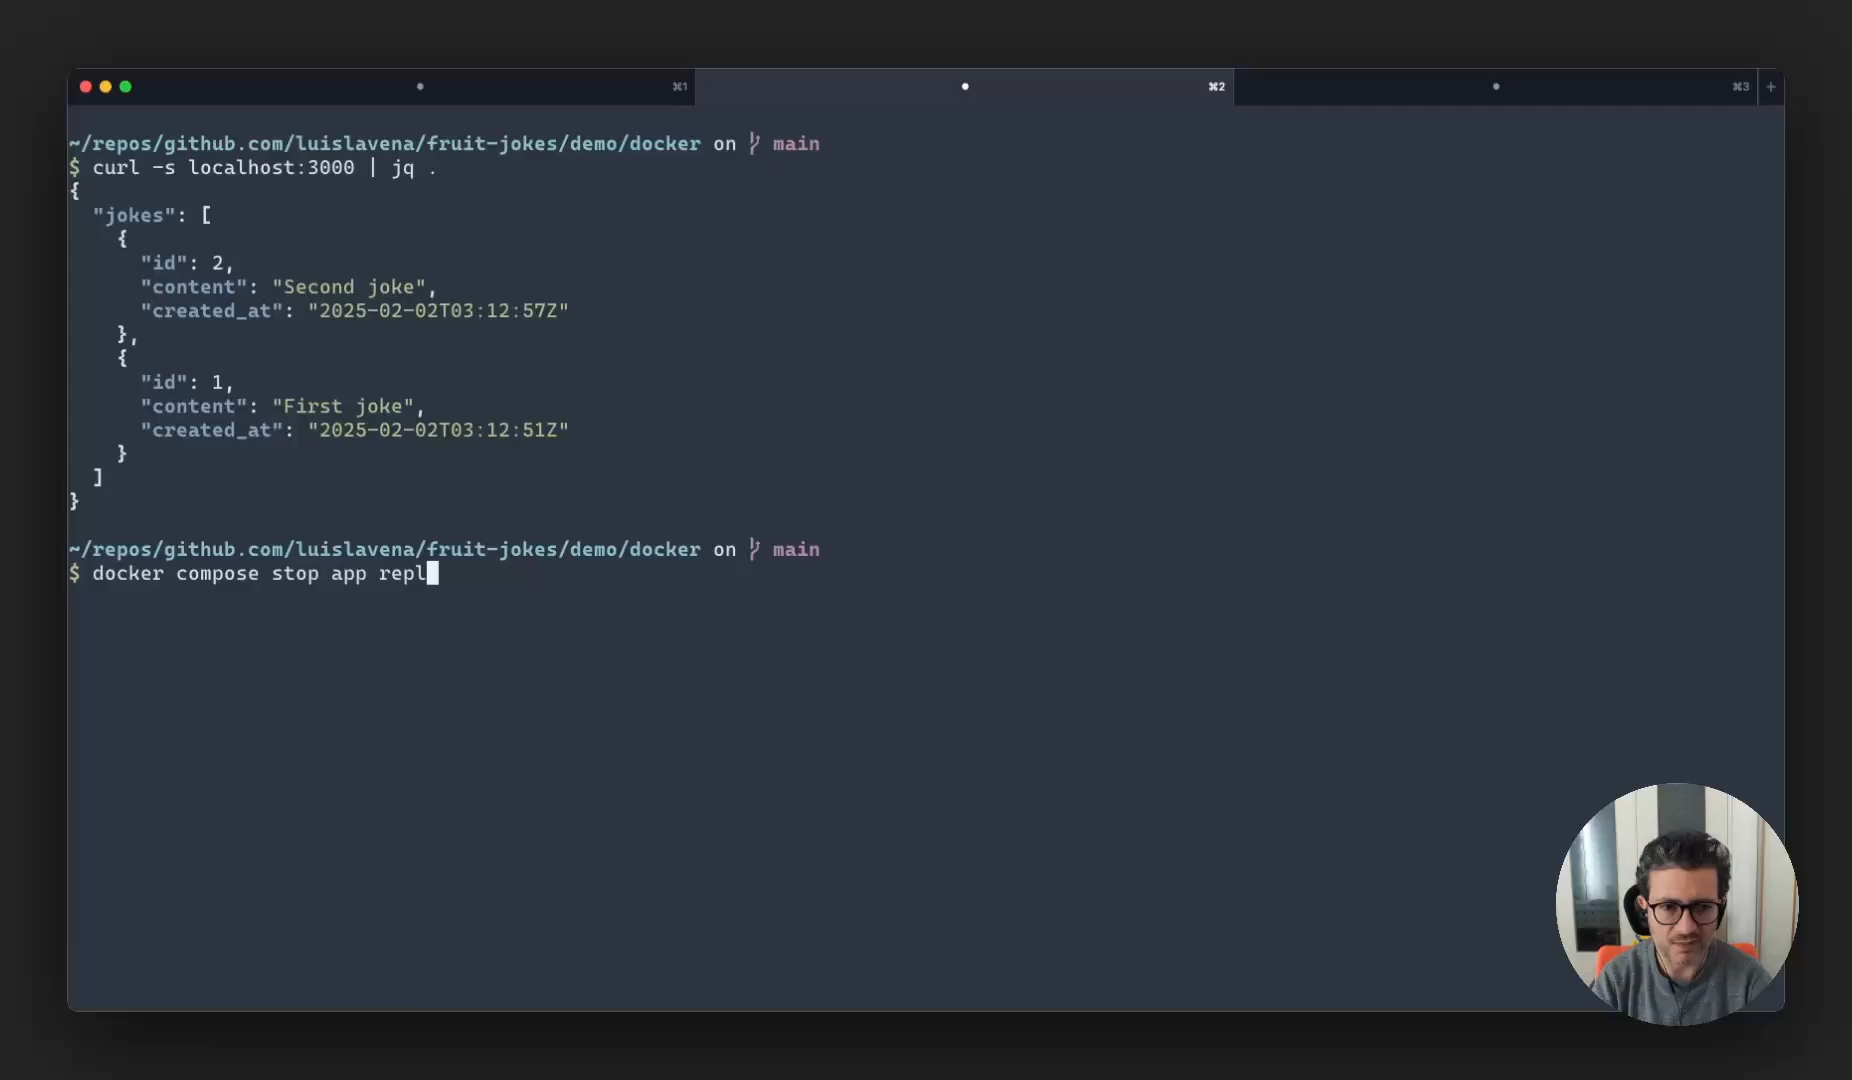 ⌘1
⌘2
⌘3
+
~/repos/github.com/luislavena/fruit-jokes/demo/docker on main
$ curl -s localhost:3000 | jq .
{
  "jokes": [
    {
      "id": 2,
      "content": "Second joke",
      "created_at": "2025-02-02T03:12:57Z"
    },
    {
      "id": 1,
      "content": "First joke",
      "created_at": "2025-02-02T03:12:51Z"
    }
  ]
}
~/repos/github.com/luislavena/fruit-jokes/demo/docker on main
$ docker compose stop app repl